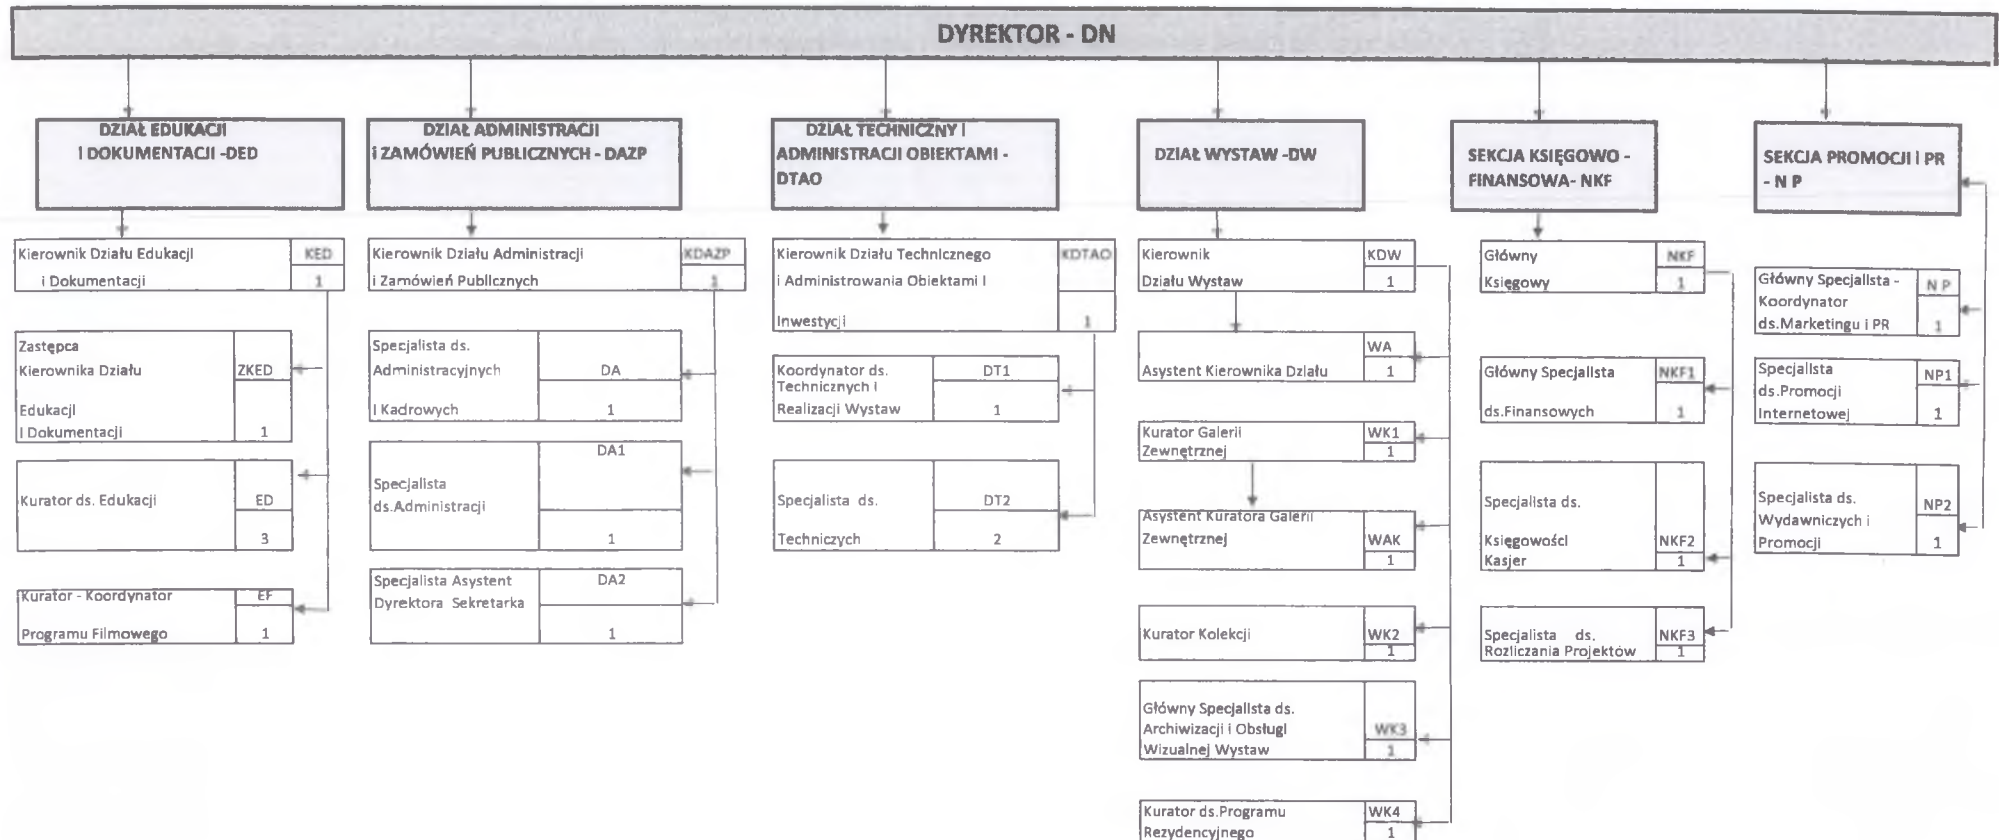 DYREKTOR - DN
DZIAŁ EDUKACJI
I DOKUMENTACJI -DED
DZIAŁ ADMINISTRACJI
i ZAMÓWIEŃ PUBLICZNYCH - DAZP
DZIAŁ TECHNICZNY I
ADMINISTRACJI OBIEKTAMI -
DTAO
DZIAŁ WYSTAW -DW
SEKCJA KSIĘGOWO -
FINANSOWA- NKF
SEKCJA PROMOCJI i PR
- N P
Kierownik Działu Edukacji
i Dokumentacji
KED
1
Zastępca
Kierownika Działu
Edukacji
I Dokumentacji
ZKED
1
Kurator ds. Edukacji
ED
3
Kurator - Koordynator
Programu Filmowego
EF
1
Kierownik Działu Administracji
i Zamówień Publicznych
KDAZP
1
Specjalista ds.
Administracyjnych
I Kadrowych
DA
1
Specjalista
ds.Administracji
DA1
1
Specjalista Asystent
Dyrektora Sekretarka
DA2
1
Kierownik Działu Technicznego
i Administrowania Obiektami I
Inwestycji
KDTAO
1
Koordynator ds.
Technicznych i
Realizacji Wystaw
DT1
1
Specjalista ds.
Techniczych
DT2
2
Kierownik
Działu Wystaw
KDW
1
Asystent Kierownika Działu
WA
1
Kurator Galerii
Zewnętrznej
WK1
1
Asystent Kuratora Galerii
Zewnętrznej
WAK
1
Kurator Kolekcji
WK2
1
Główny Specjalista ds.
Archiwizacji i Obsługi
Wizualnej Wystaw
WK3
1
Kurator ds.Programu
Rezydencyjnego
WK4
1
Główny
Księgowy
NKF
1
Główny Specjalista
ds.Finansowych
NKF1
1
Specjalista ds.
Księgowości
Kasjer
NKF2
1
Specjalista ds.
Rozliczania Projektów
NKF3
1
Główny Specjalista -
Koordynator
ds.Marketingu i PR
N P
1
Specjalista
ds.Promocji
Internetowej
NP1
1
Specjalista ds.
Wydawniczych i
Promocji
NP2
1